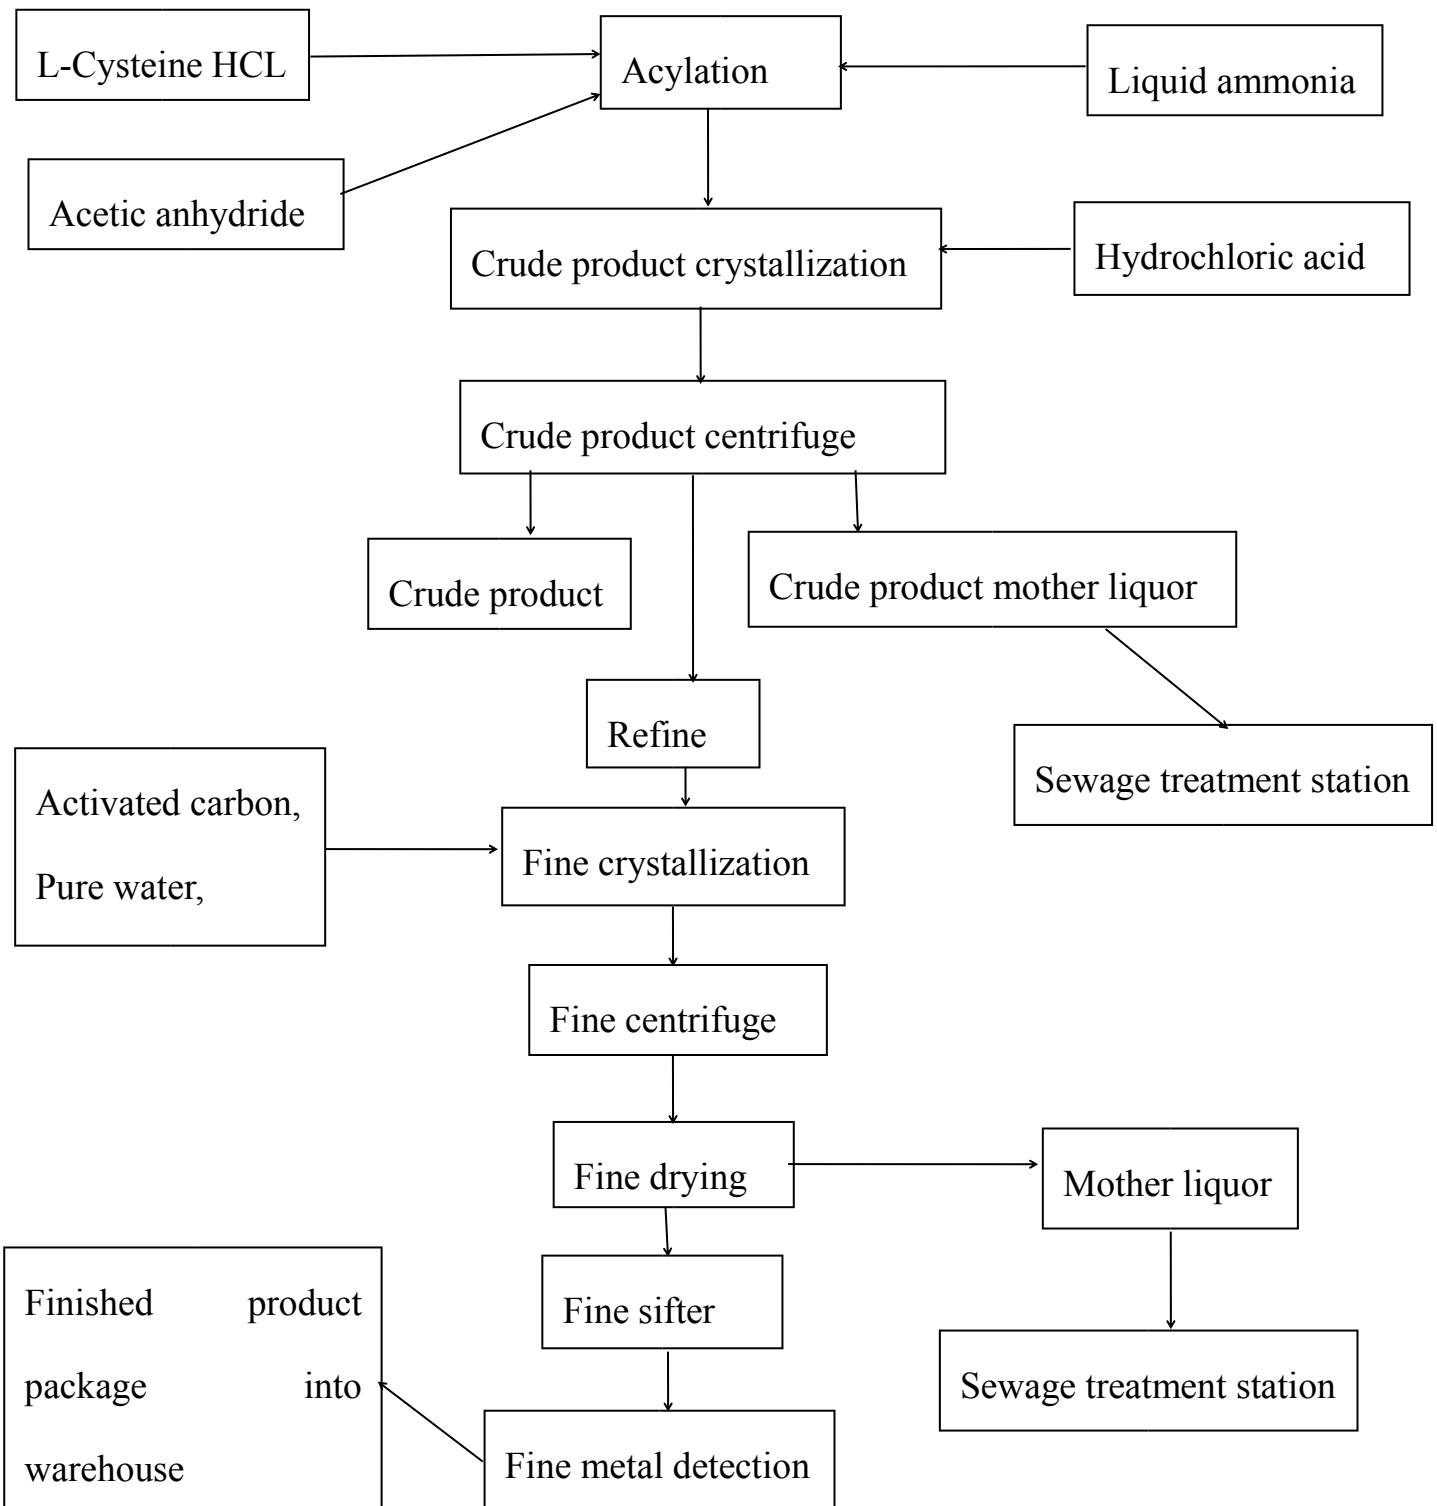 L-Cysteine HCL
Acylation
Liquid ammonia
Acetic anhydride
Crude product crystallization
Hydrochloric acid
Crude product centrifuge
Crude product
Crude product mother liquor
Refine
Sewage treatment station
Activated carbon,
Pure water,
Fine crystallization
Fine centrifuge
Fine drying
Mother liquor
Fine sifter
Sewage treatment station
Finished product
package into
warehouse
Fine metal detection